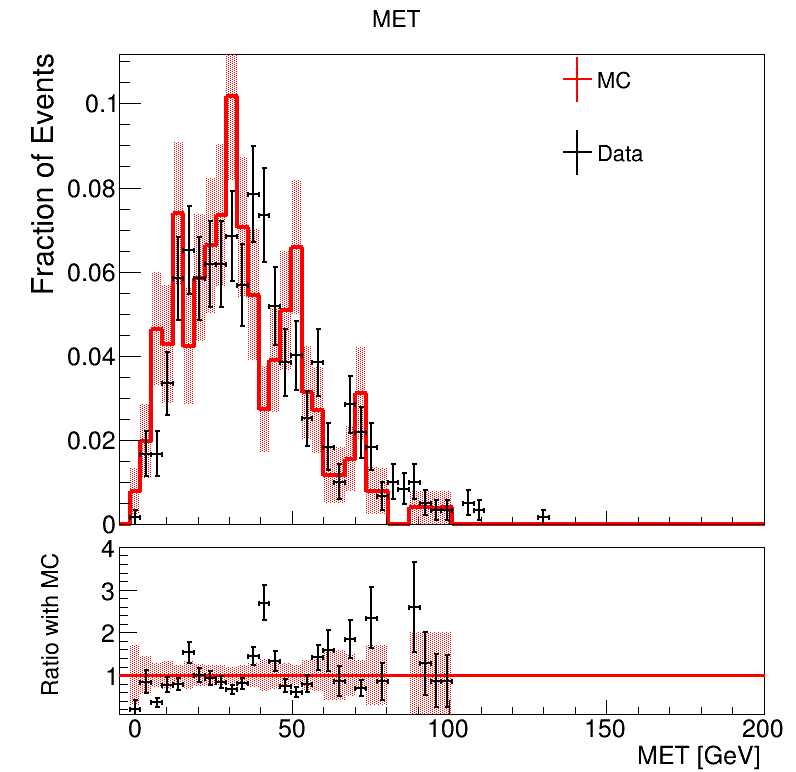 MET
Fraction of Events
0.1
0.08
0.06
0.04
0.02
0
MC
Data
Ratio with MC
4
3
2
1
0 50 100 150 200
MET [GeV]